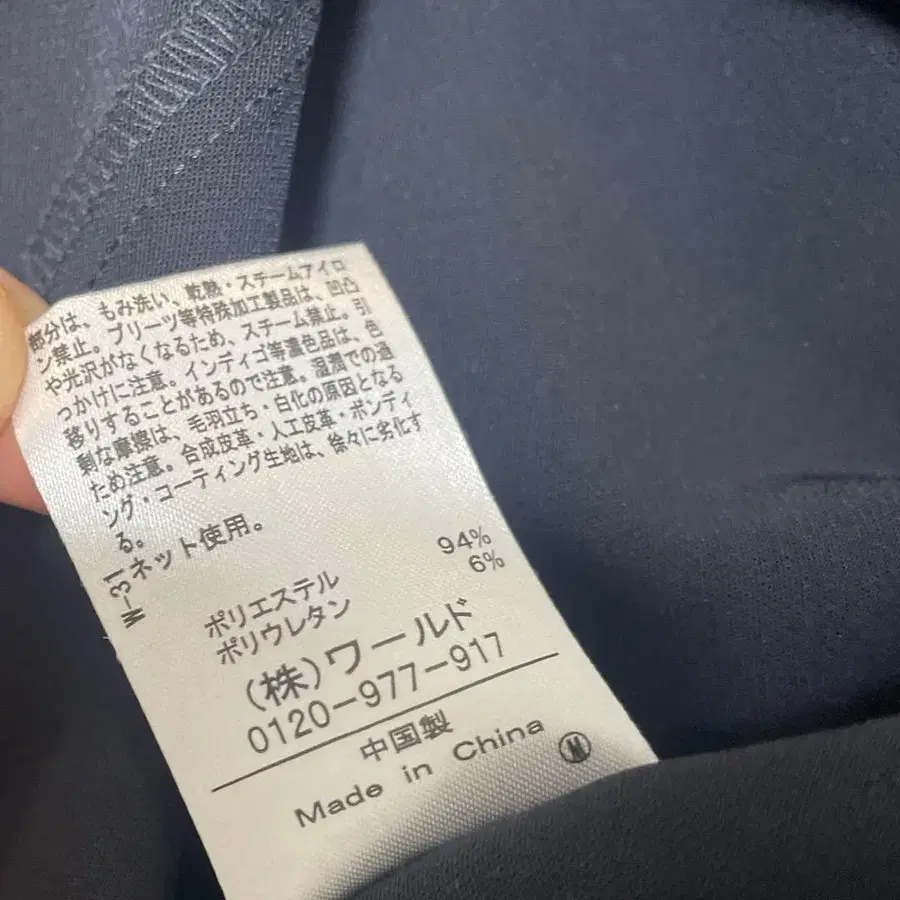 部分は、もみ洗い、乾熱・スチームアイロ
ン禁止。プリーツ等特殊加工製品は、凹凸
や光沢がなくなるため、スチーム禁止。引
っかけに注意。インディゴ等濃色品は、色
移りすることがあるので注意。湿潤での過
剰な摩擦は、毛羽立ち・白化の原因となる
ため注意。合成皮革・人工皮革・ボンディ
ング・コーティング生地は、徐々に劣化す
る。
W-31
ネット使用。
ポリエステル 94%
ポリウレタン 6%
(株)ワールド
0120-977-917
中国製
Made in China
M